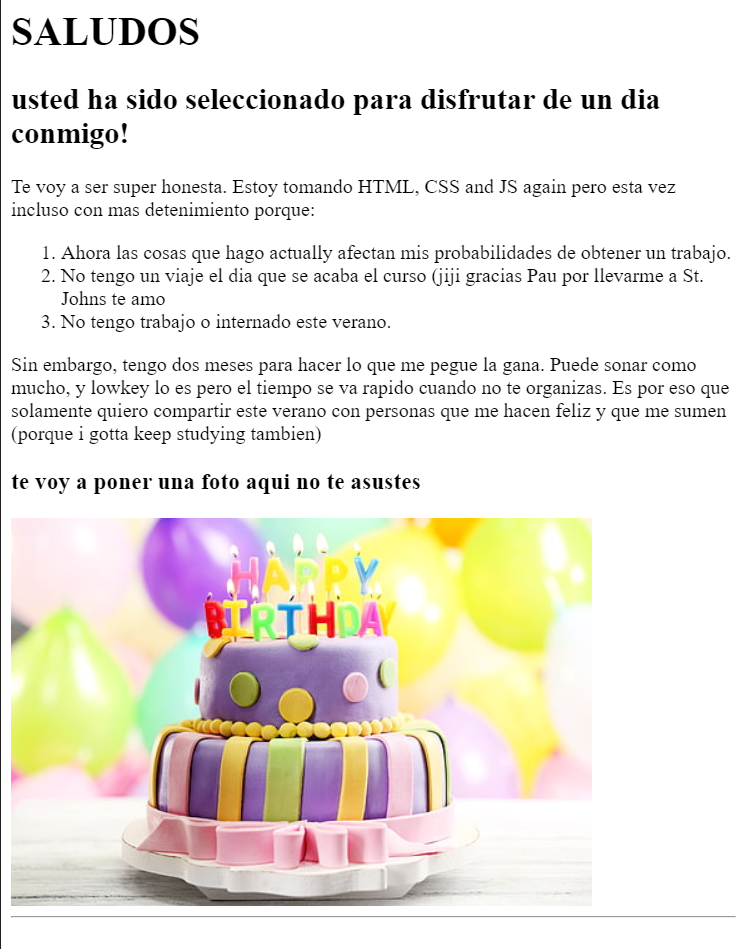 SALUDOS
usted ha sido seleccionado para disfrutar de un dia
conmigo!
Te voy a ser super honesta. Estoy tomando HTML, CSS and JS again pero esta vez
incluso con mas detenimiento porque:
1. Ahora las cosas que hago actually afectan mis probabilidades de obtener un trabajo.
2. No tengo un viaje el dia que se acaba el curso (jiji gracias Pau por llevarme a St.
Johns te amo
3. No tengo trabajo o internado este verano.
Sin embargo, tengo dos meses para hacer lo que me pegue la gana. Puede sonar como
mucho, y lowkey lo es pero el tiempo se va rapido cuando no te organizas. Es por eso que
solamente quiero compartir este verano con personas que me hacen feliz y que me sumen
(porque i gotta keep studying tambien)
te voy a poner una foto aqui no te asustes
HAPPY
BIRTHDAY